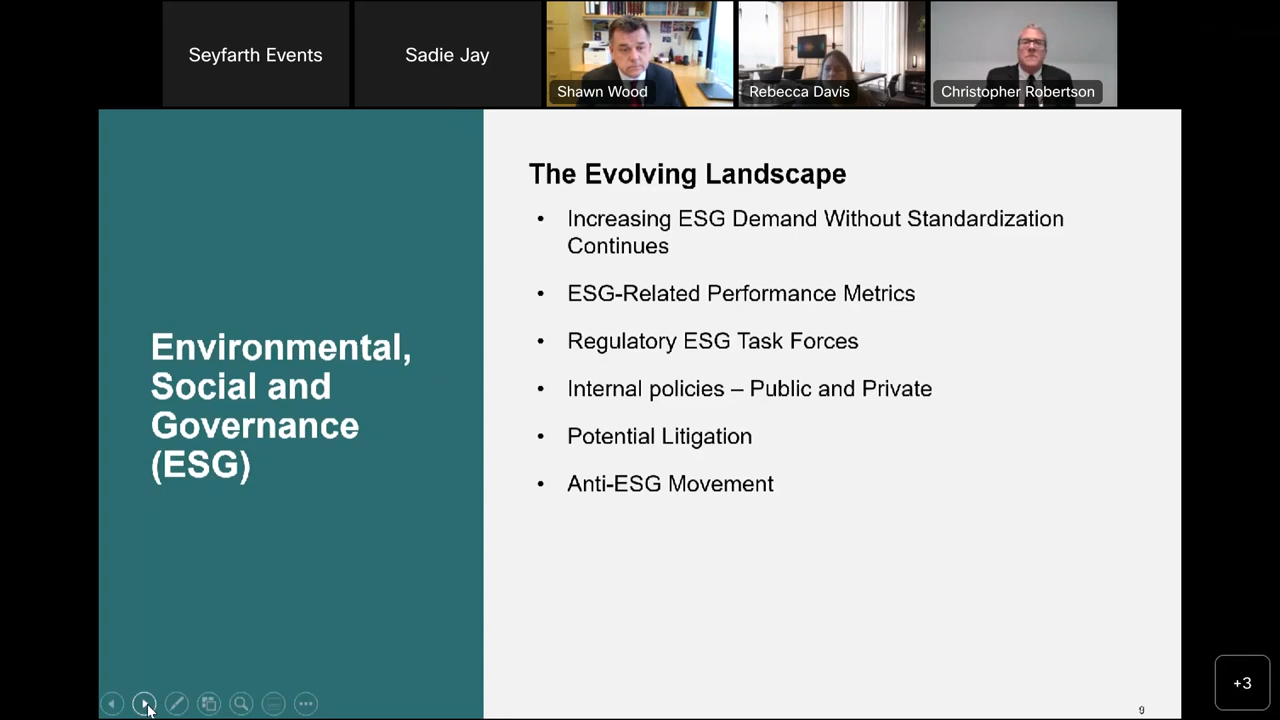 Seyfarth Events
Sadie Jay
Shawn Wood
Rebecca Davis
Christopher Robertson
Environmental,
Social and
Governance
(ESG)
The Evolving Landscape
• Increasing ESG Demand Without Standardization
Continues
• ESG-Related Performance Metrics
• Regulatory ESG Task Forces
• Internal policies – Public and Private
• Potential Litigation
• Anti-ESG Movement
9
+3